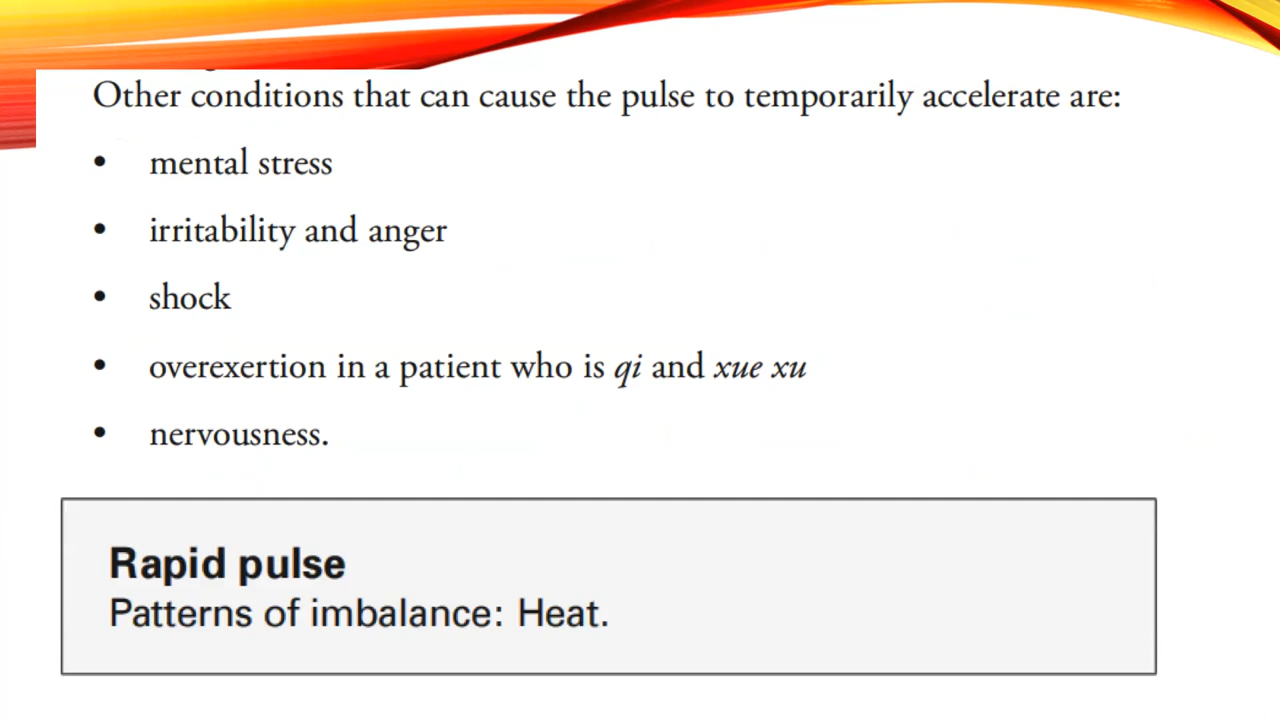 Other conditions that can cause the pulse to temporarily accelerate are:
• mental stress
• irritability and anger
• shock
• overexertion in a patient who is qi and xue xu
• nervousness.
Rapid pulse
Patterns of imbalance: Heat.